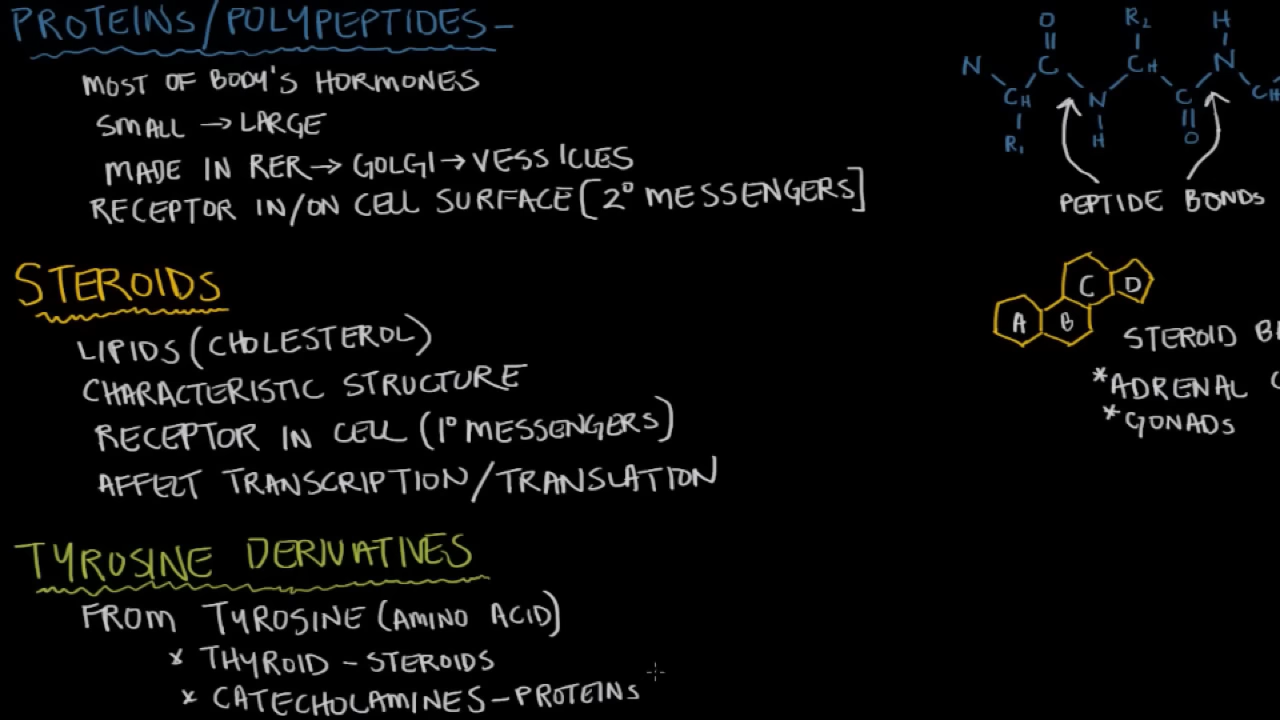 PROTEINS/POLYPEPTIDES -
MOST OF BODY'S HORMONES
SMALL → LARGE
MADE IN RER → GOLGI → VESSICLES
RECEPTOR IN/ON CELL SURFACE [2° MESSENGERS]
O
R2
H
N
C
CH
N
CH
N
C
CH
R1
H
O
PEPTIDE BONDS
STEROIDS
LIPIDS (CHOLESTEROL)
CHARACTERISTIC STRUCTURE
RECEPTOR IN CELL (1° MESSENGERS)
AFFECT TRANSCRIPTION/TRANSLATION
A B C D
STEROID
*ADRENAL
*GONADS
TYROSINE DERIVATIVES
FROM TYROSINE (AMINO ACID)
* THYROID - STEROIDS
* CATECHOLAMINES - PROTEINS